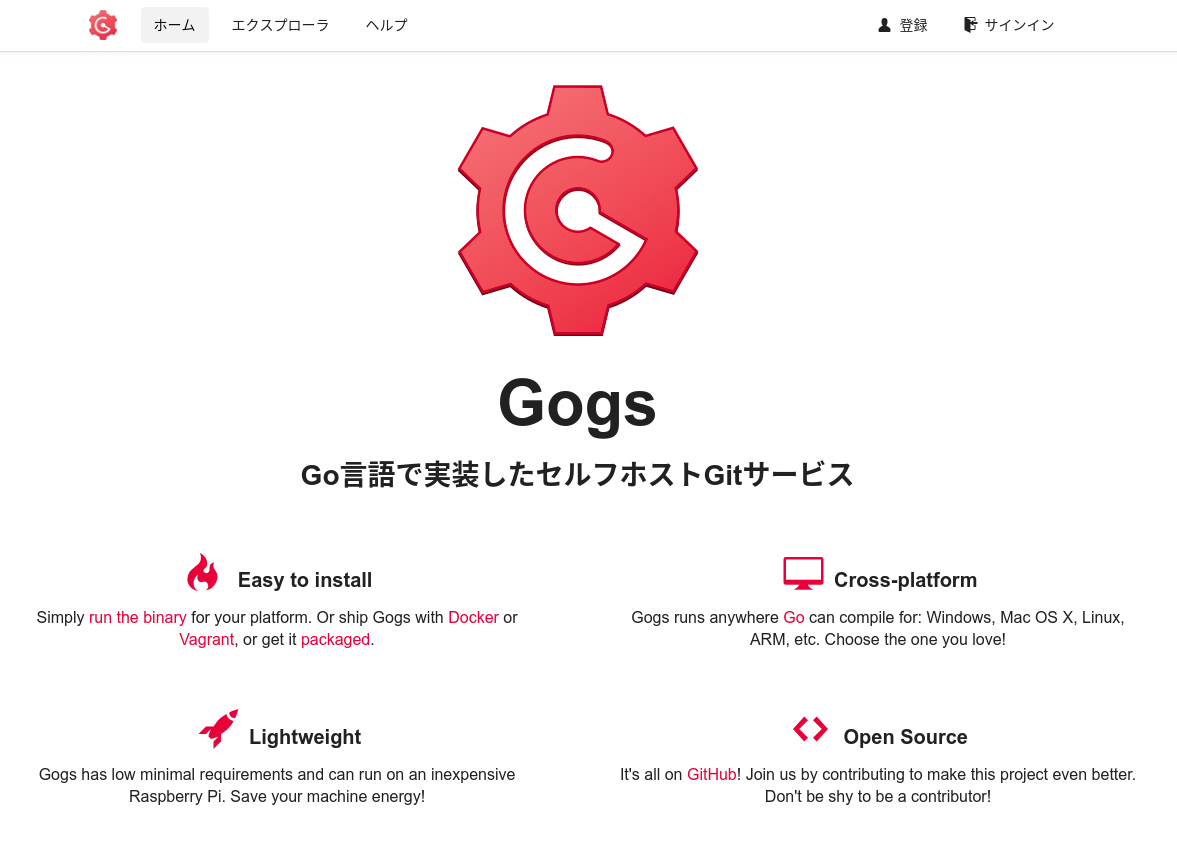 ホーム エクスプローラ ヘルプ 登録 サインイン
Gogs
Go言語で実装したセルフホストGitサービス
Easy to install
Simply run the binary for your platform. Or ship Gogs with Docker or
Vagrant, or get it packaged.
Cross-platform
Gogs runs anywhere Go can compile for: Windows, Mac OS X, Linux,
ARM, etc. Choose the one you love!
Lightweight
Gogs has low minimal requirements and can run on an inexpensive
Raspberry Pi. Save your machine energy!
Open Source
It's all on GitHub! Join us by contributing to make this project even better.
Don't be shy to be a contributor!